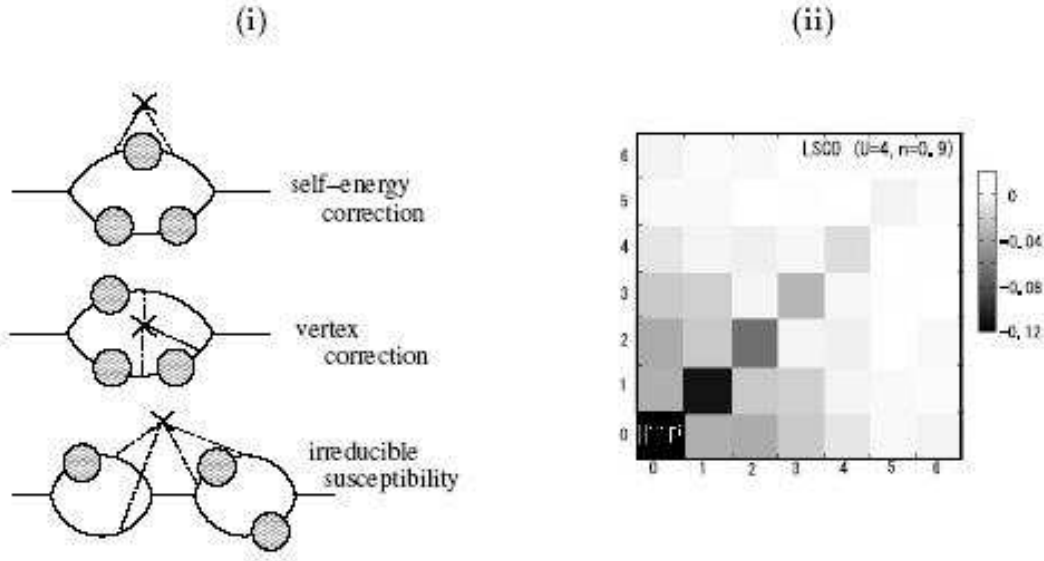 (i)
(ii)
self-energy
correction
vertex
correction
irreducible
susceptibility
LSCO (U=4, n=0.9)
6
5
4
3
2
1
0
0 1 2 3 4 5 6
0
-0.04
-0.08
-0.12